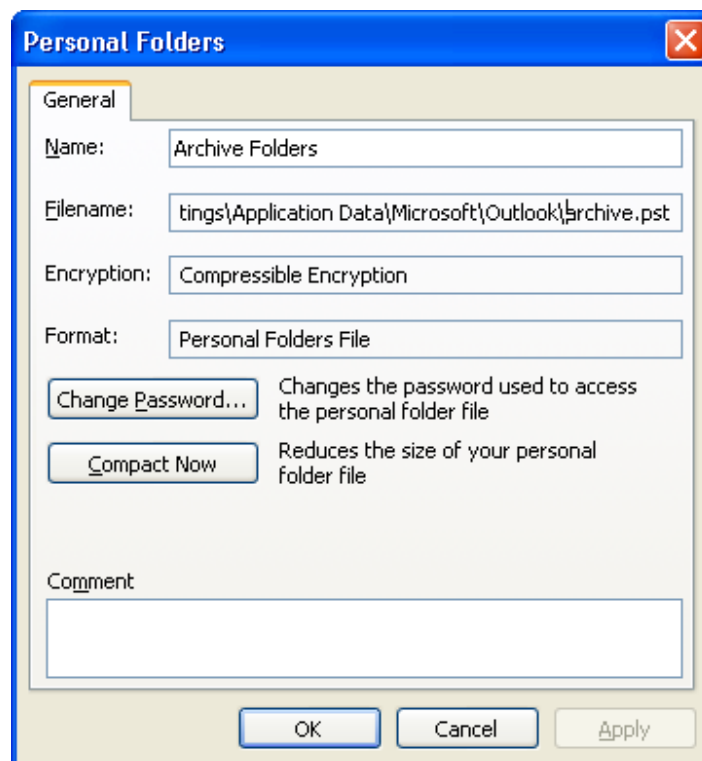 Personal Folders
General
Name: Archive Folders
Filename: tings\Application Data\Microsoft\Outlook\archive.pst
Encryption: Compressible Encryption
Format: Personal Folders File
Change Password... Changes the password used to access
the personal folder file
Compact Now Reduces the size of your personal
folder file
Comment
OK Cancel Apply